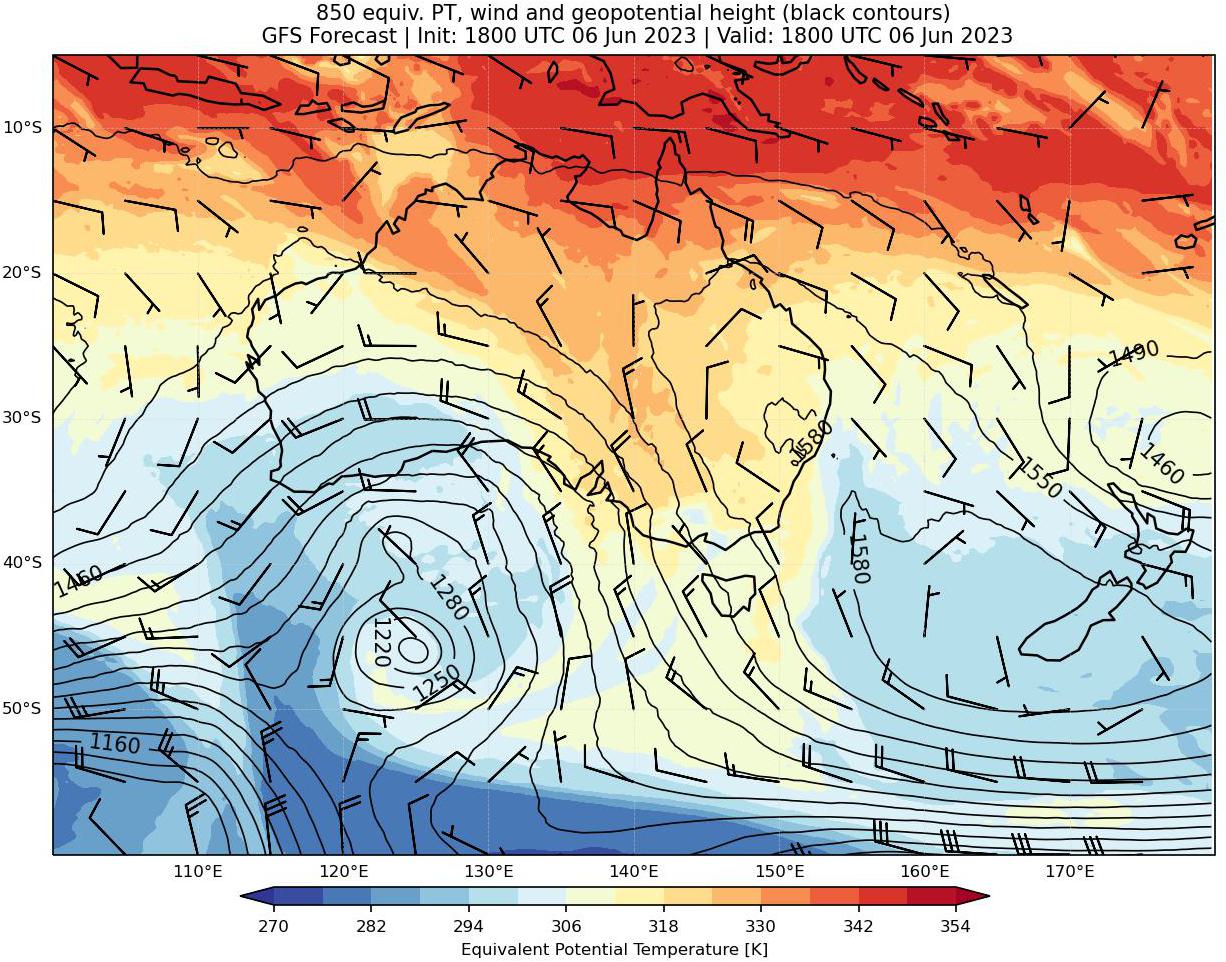 850 equiv. PT, wind and geopotential height (black contours)
GFS Forecast | Init: 1800 UTC 06 Jun 2023 | Valid: 1800 UTC 06 Jun 2023
10°S
20°S
1490
30°S
1580
1460
1550
40°S
1580
1460
1280
1220
1250
50°S
1160
110°E 120°E 130°E 140°E 150°E 160°E 170°E
270 282 294 306 318 330 342 354
Equivalent Potential Temperature [K]